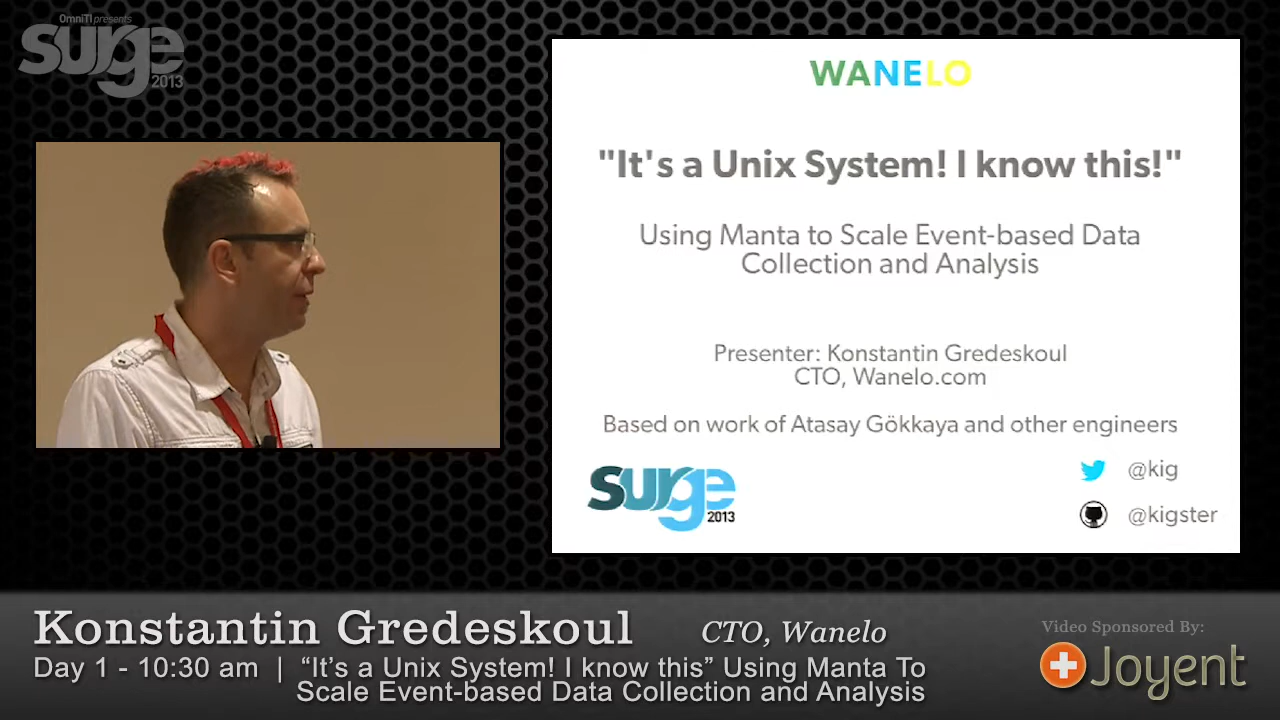 OmniTI presents
surge
2013
WANELO
"It's a Unix System! I know this!"
Using Manta to Scale Event-based Data
Collection and Analysis
Presenter: Konstantin Gredeskoul
CTO, Wanelo.com
Based on work of Atasay Gökkaya and other engineers
surge
2013
@kig
@kigster
Konstantin Gredeskoul CTO, Wanelo
Day 1 - 10:30 am | “It’s a Unix System! I know this” Using Manta To
Scale Event-based Data Collection and Analysis
Video Sponsored By:
Joyent